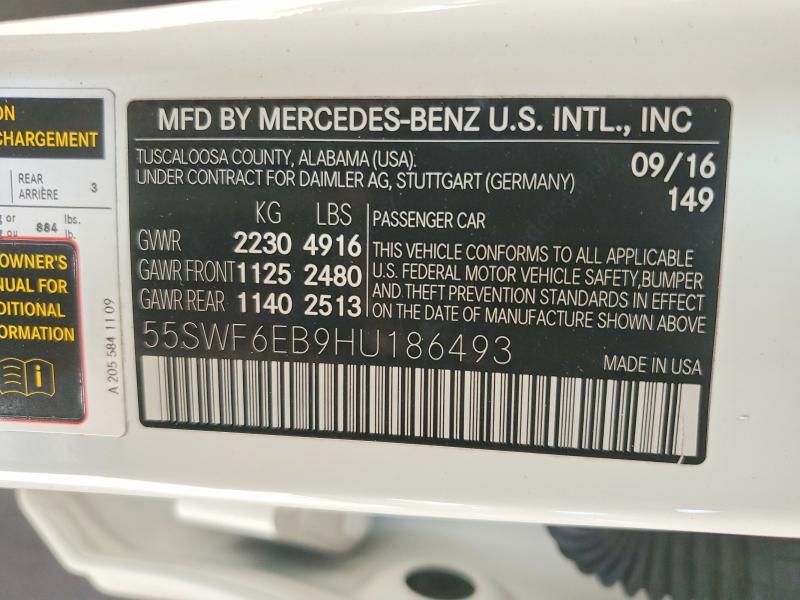 ON
CHARGEMENT
REAR
ARRIÈRE 3
g or
ou 884 lbs.
lb.
OWNER'S
NUAL FOR
DITIONAL
ORMATION
A 205 584 11 09
MFD BY MERCEDES-BENZ U.S. INTL., INC
TUSCALOOSA COUNTY, ALABAMA (USA). 09/16
UNDER CONTRACT FOR DAIMLER AG, STUTTGART (GERMANY) 149
KG LBS
GVWR 2230 4916
GAWR FRONT 1125 2480
GAWR REAR 1140 2513
PASSENGER CAR
THIS VEHICLE CONFORMS TO ALL APPLICABLE
U.S. FEDERAL MOTOR VEHICLE SAFETY, BUMPER
AND THEFT PREVENTION STANDARDS IN EFFECT
ON THE DATE OF MANUFACTURE SHOWN ABOVE
55SWF6EB9HU186493
MADE IN USA